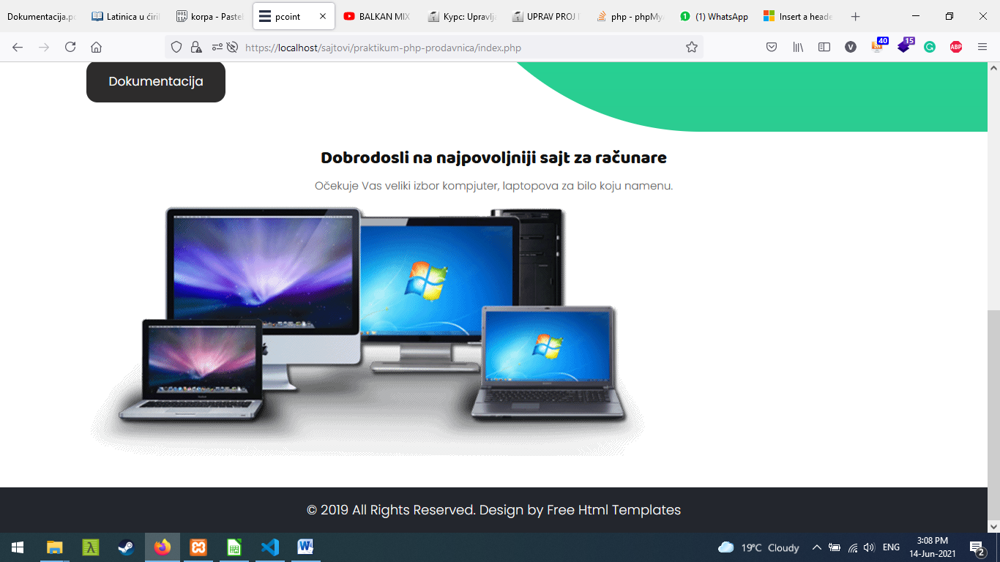 Dokumentacija.p
Latinica u ćiril
korpa - Pastel
pcoint
BALKAN MIX
Курс: Upravlja
UPRAV PROJ
php - phpMy
(1) WhatsApp
Insert a heade
https://localhost/sajtovi/praktikum-php-prodavnica/index.php
V
40
15
ABP
Dokumentacija
Dobrodosli na najpovoljniji sajt za računare
Očekuje Vas veliki izbor kompjuter, laptopova za bilo koju namenu.
© 2019 All Rights Reserved. Design by Free Html Templates
19°C Cloudy
ENG
3:08 PM
14-Jun-2021
2